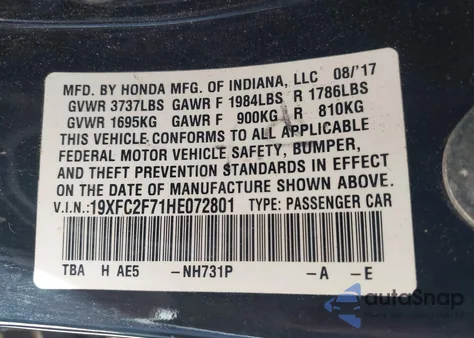 MFD. BY HONDA MFG. OF INDIANA, LLC 08/'17
GVWR 3737LBS GAWR F 1984LBS R 1786LBS
GVWR 1695KG GAWR F 900KG R 810KG
THIS VEHICLE CONFORMS TO ALL APPLICABLE
FEDERAL MOTOR VEHICLE SAFETY, BUMPER,
AND THEFT PREVENTION STANDARDS IN EFFECT
ON THE DATE OF MANUFACTURE SHOWN ABOVE.
V.I.N.:19XFC2F71HE072801 TYPE: PASSENGER CAR
TBA H AE5 -NH731P -A -E
autoSnap